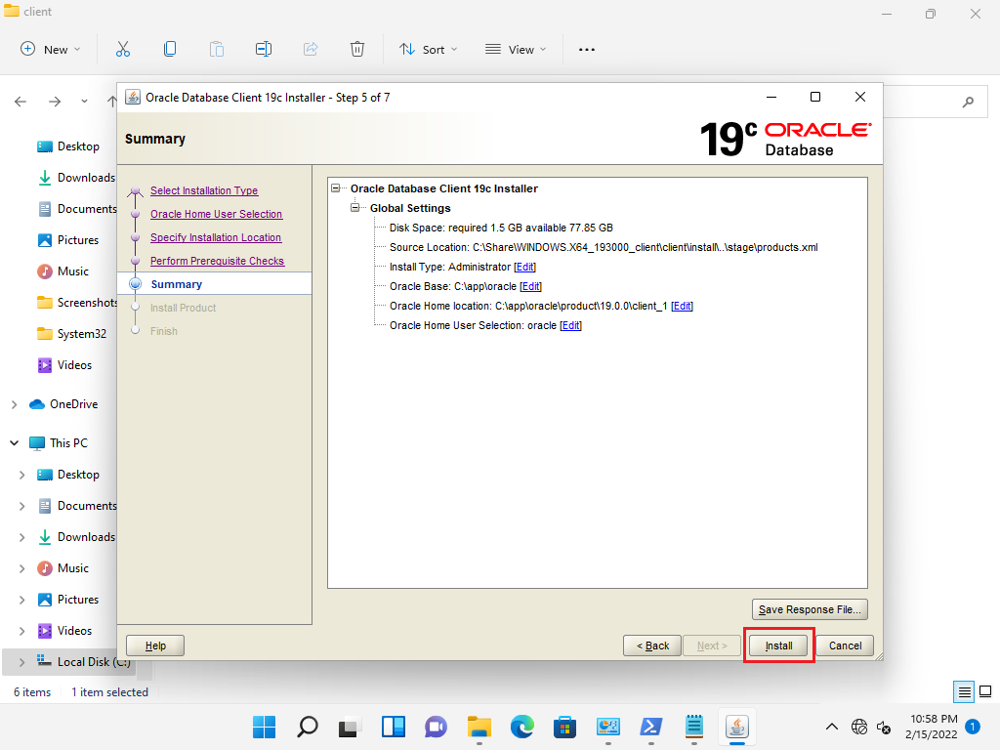 client
New
Sort
View
Oracle Database Client 19c Installer - Step 5 of 7
Summary
19c ORACLE
Database
Desktop
Downloads
Documents
Pictures
Music
Screenshots
System32
Videos
OneDrive
This PC
Desktop
Documents
Downloads
Music
Pictures
Videos
Local Disk (C:)
Select Installation Type
Oracle Home User Selection
Specify Installation Location
Perform Prerequisite Checks
Summary
Install Product
Finish
Oracle Database Client 19c Installer
Global Settings
Disk Space: required 1.5 GB available 77.85 GB
Source Location: C:\Share\WINDOWS.X64_193000_client\client\install\..\stage\products.xml
Install Type: Administrator [Edit]
Oracle Base: C:\app\oracle [Edit]
Oracle Home location: C:\app\oracle\product\19.0.0\client_1 [Edit]
Oracle Home User Selection: oracle [Edit]
Save Response File...
Help
< Back
Next >
Install
Cancel
6 items
1 item selected
10:58 PM
2/15/2022
1